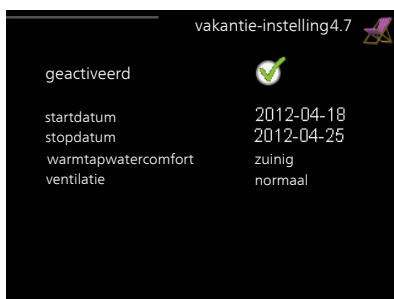 vakantie-instelling4.7
geactiveerd
startdatum 2012-04-18
stopdatum 2012-04-25
warmtapwatercomfort zuinig
ventilatie normaal